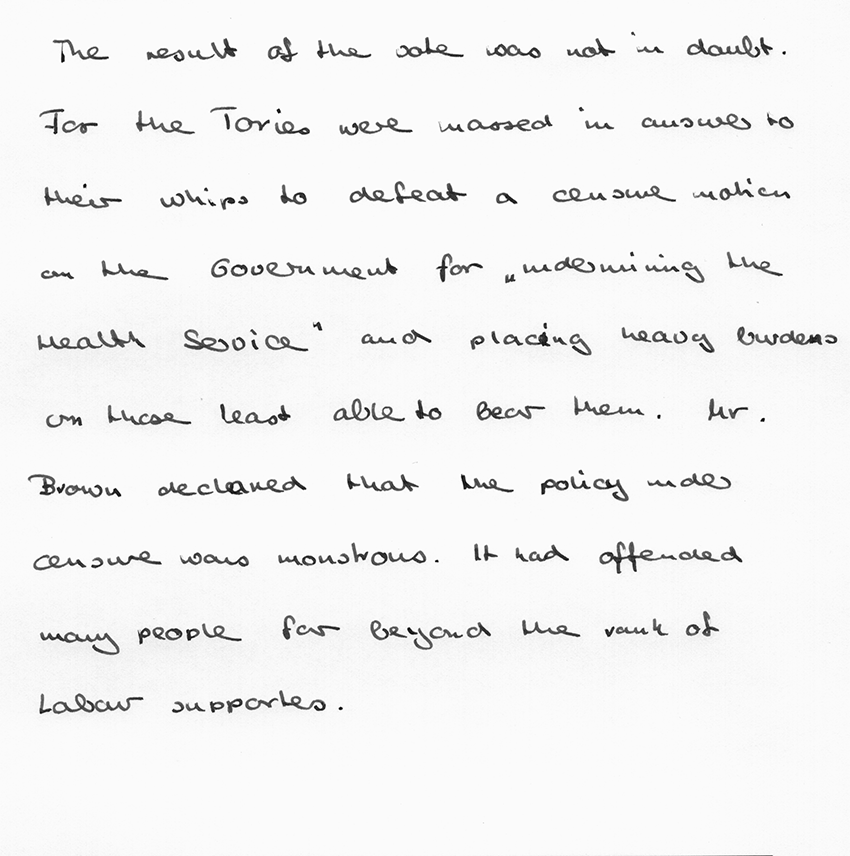 The result of the vote was not in doubt.
For the Tories were massed in answer to
their whips to defeat a censure motion
on the Government for „undermining the
Health Service" and placing heavy burdens
on those least able to bear them. Mr.
Brown declared that the policy under
censure was monstrous. It had offended
many people far beyond the rank of
Labour supportes.